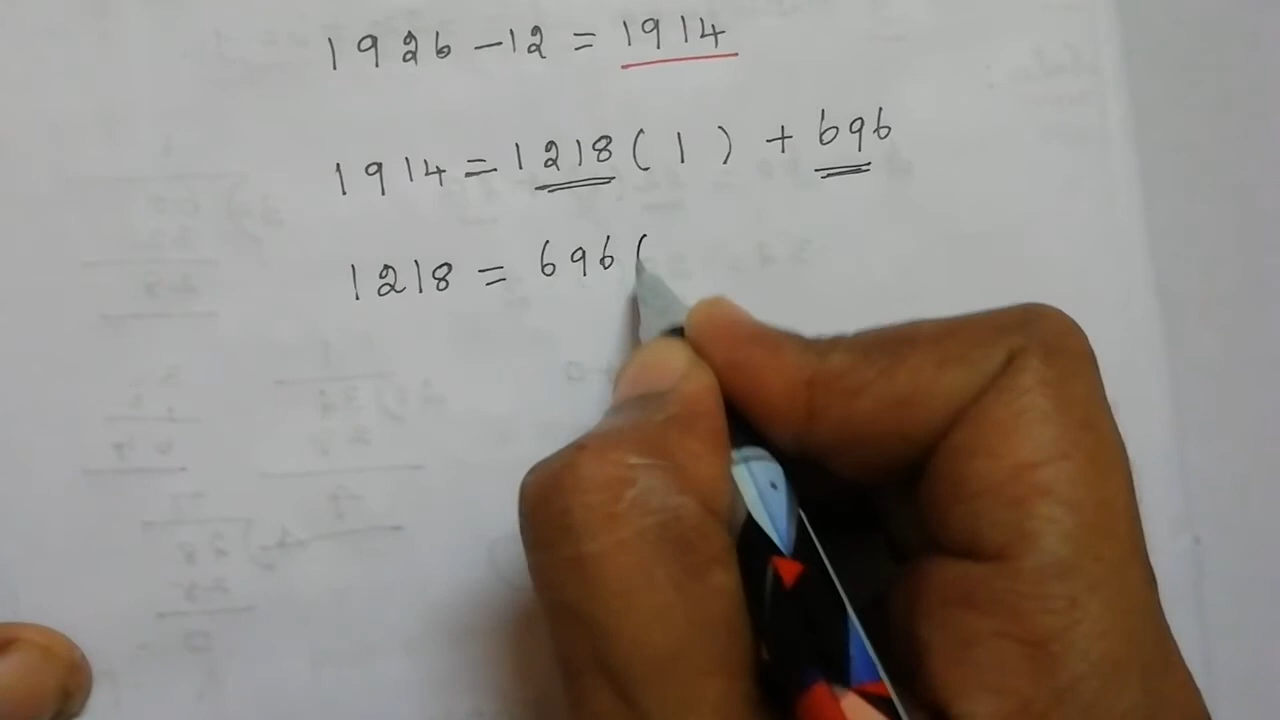 1926 - 12 = 1914
1914 = 1218 ( 1 ) + 696
1218 = 696 (